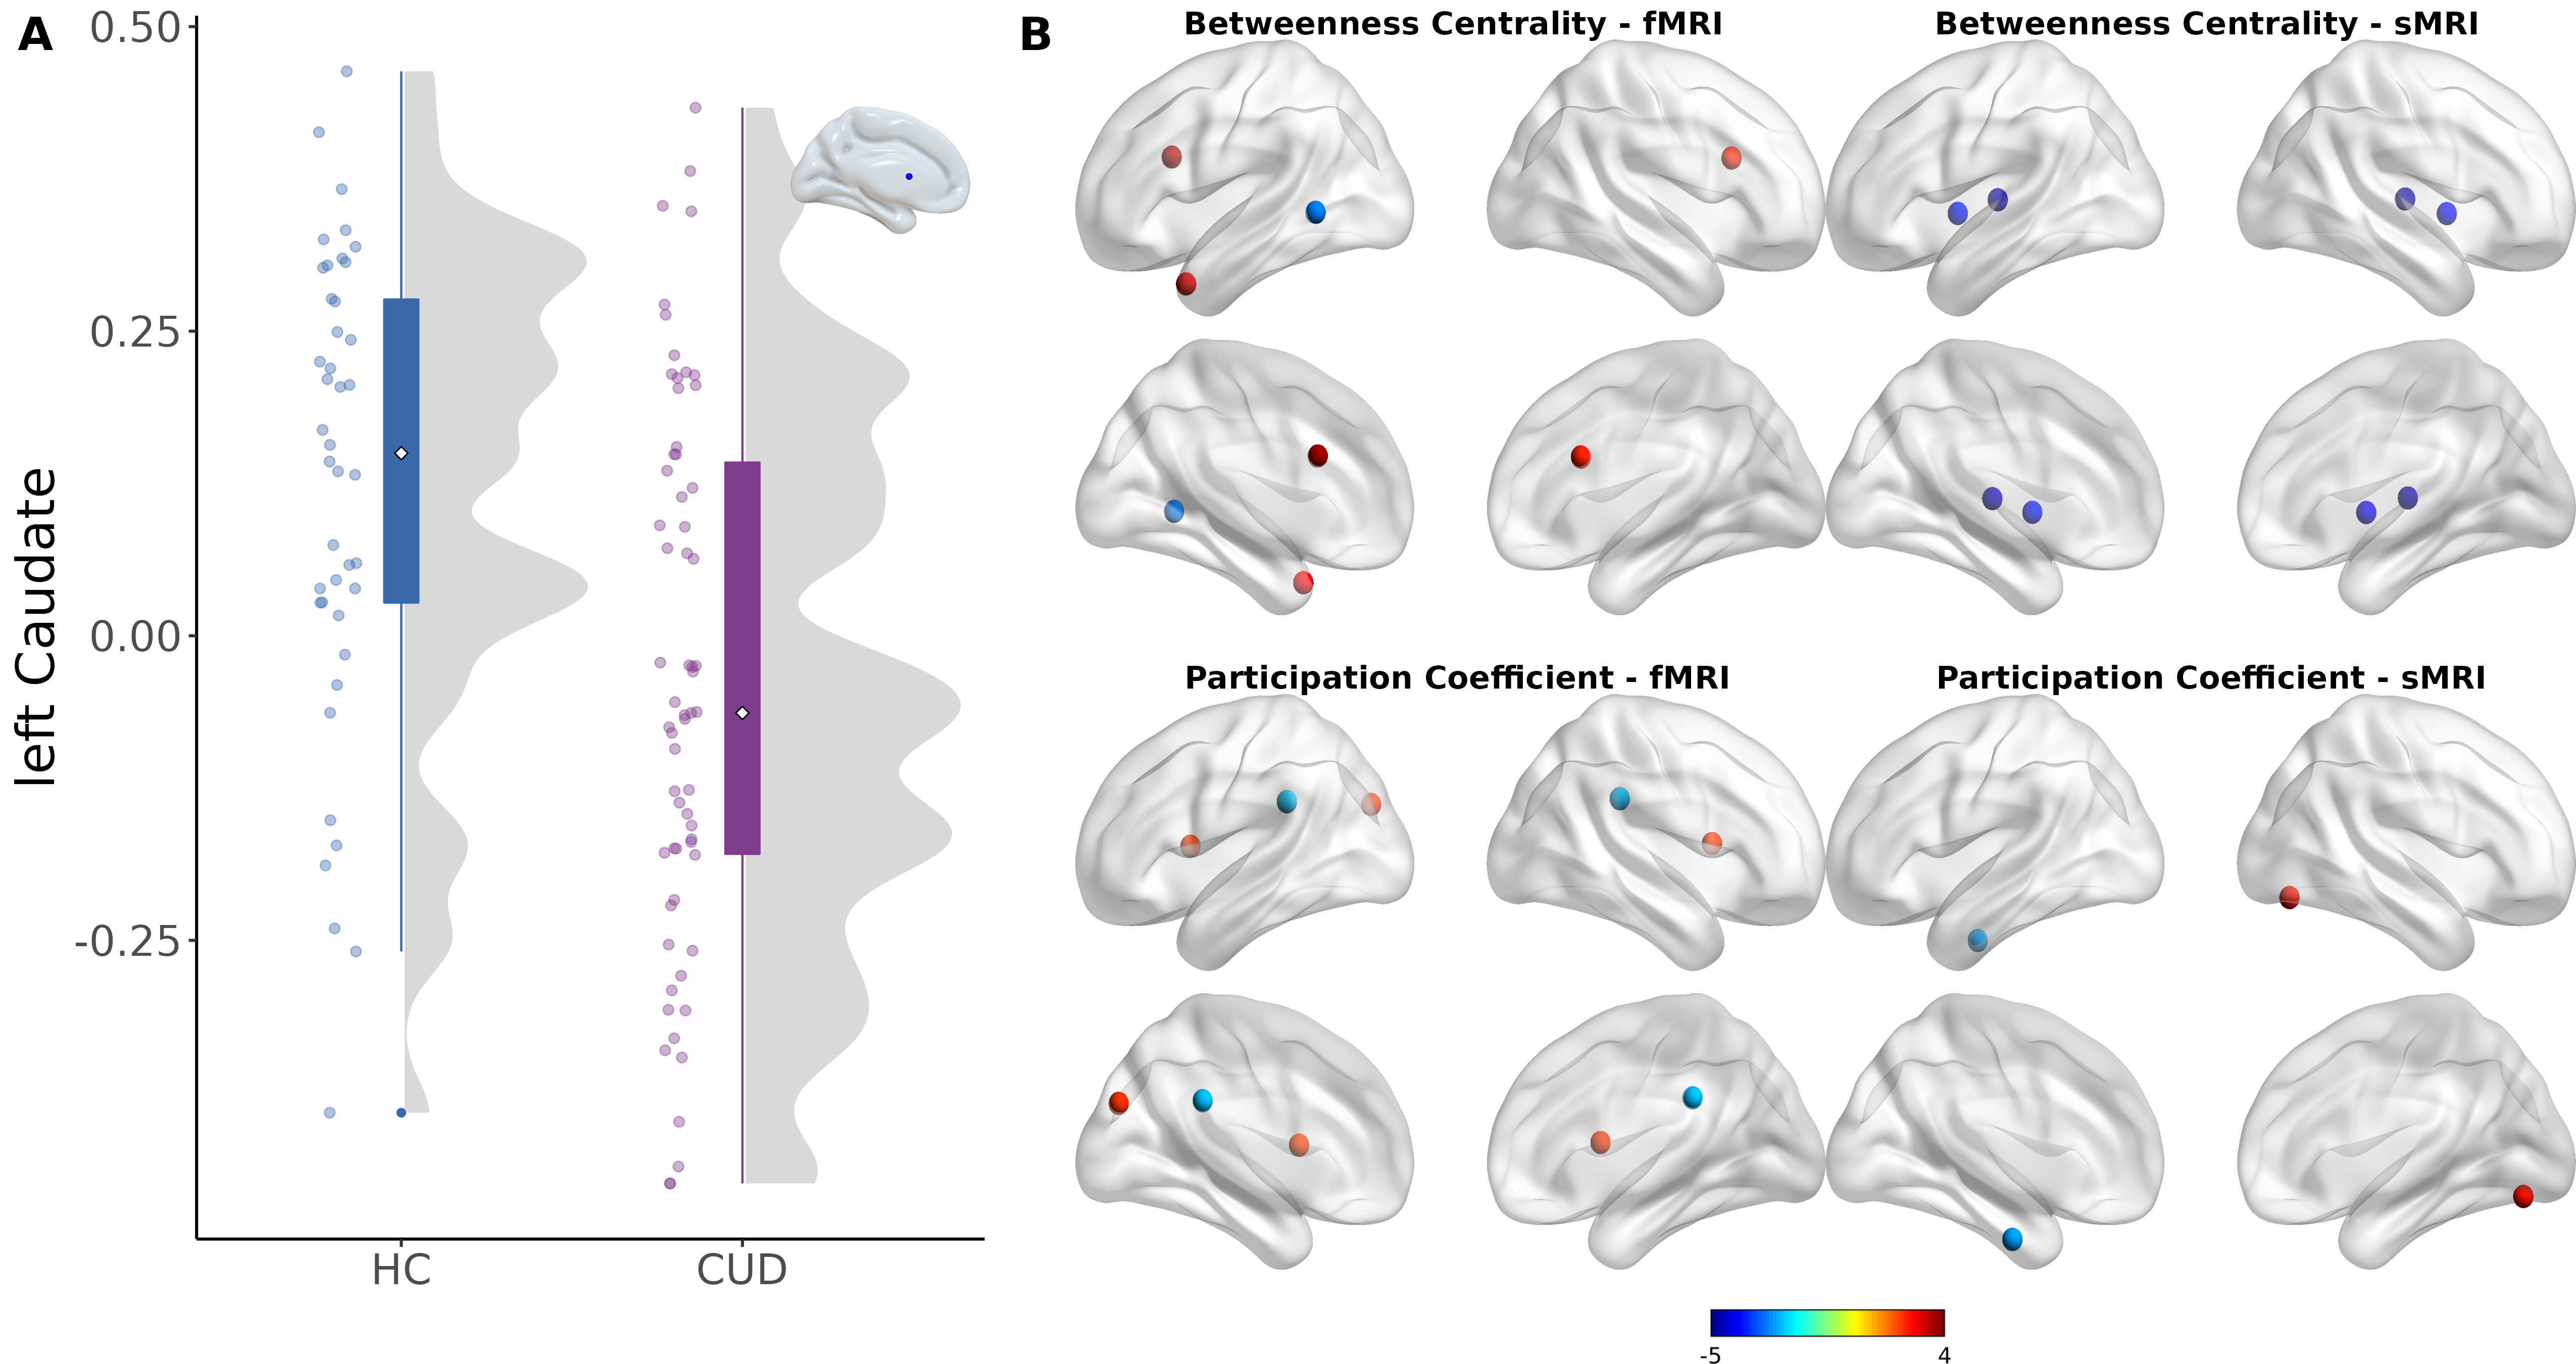 A
0.50
0.25
0.00
-0.25
left Caudate
HC
CUD
B
Betweenness Centrality - fMRI
Betweenness Centrality - sMRI
Participation Coefficient - fMRI
Participation Coefficient - sMRI
-5
4